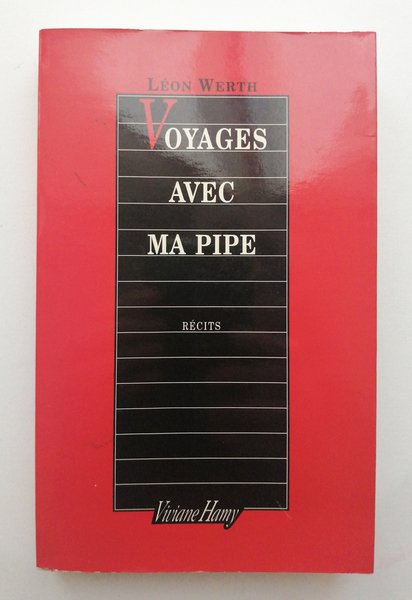 LÉON WERTH
VOYAGES
AVEC
MA PIPE
RÉCITS
Viviane Hamy